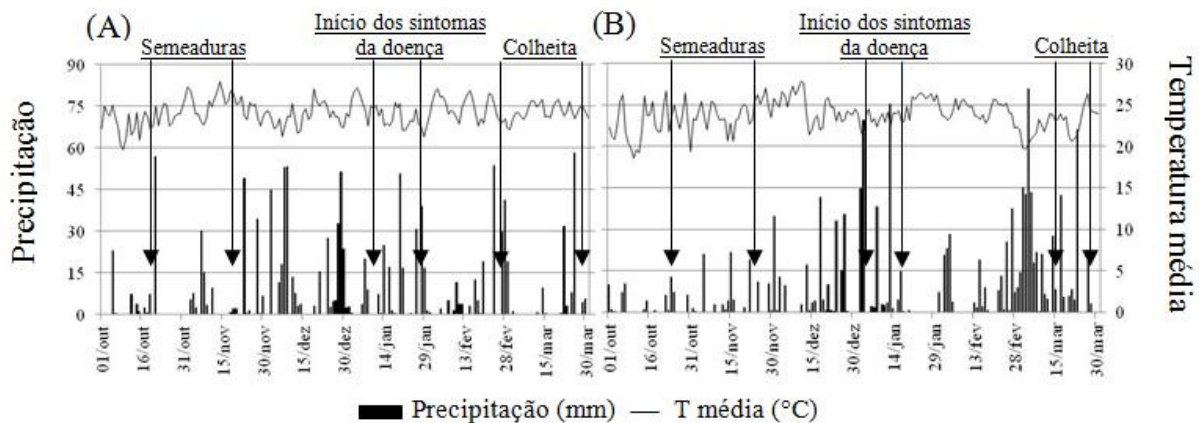 (A)
Semeaduras
Início dos sintomas
da doença
Colheita
(B)
Semeaduras
Início dos sintomas
da doença
Colheita
Precipitação
90
75
60
45
30
15
0
01/out
16/out
31/out
15/nov
30/nov
15/dez
30/dez
14/jan
29/jan
13/fev
28/fev
15/mar
30/mar
01/out
16/out
31/out
15/nov
30/nov
15/dez
30/dez
14/jan
29/jan
13/fev
28/fev
15/mar
30/mar
30
25
20
15
10
5
0
Temperatura média
Precipitação (mm) T média (°C)